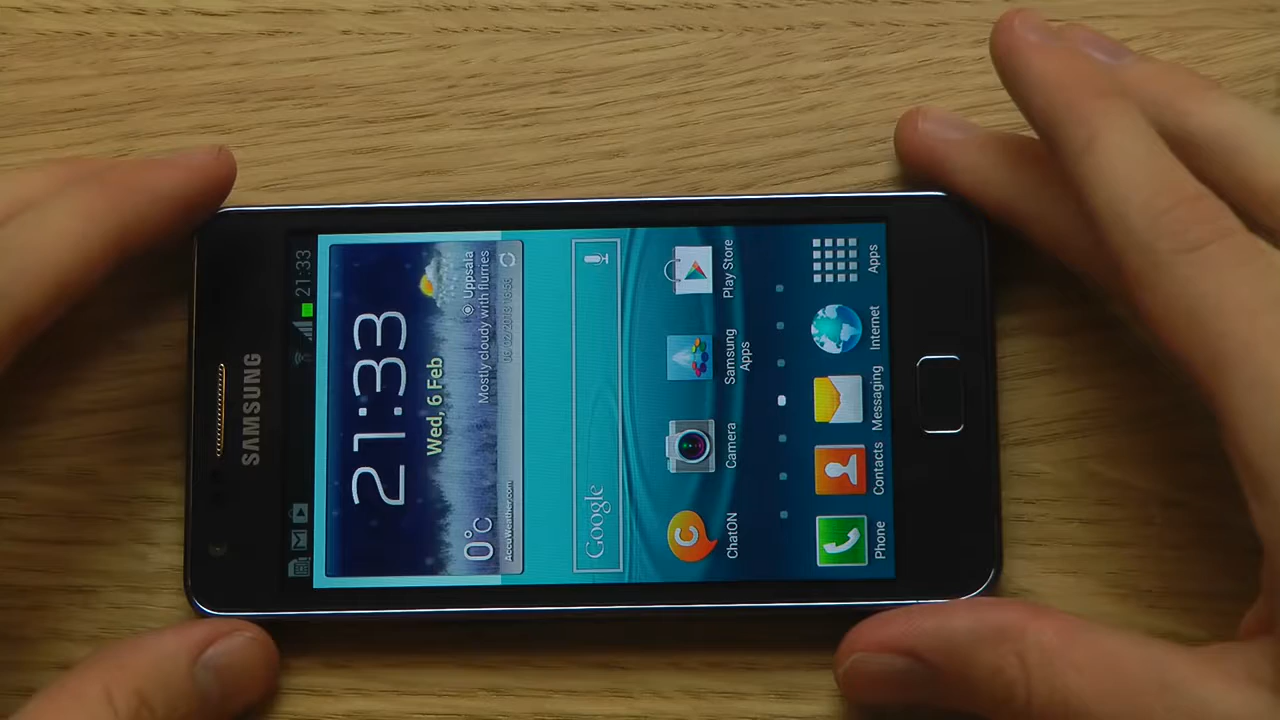 SAMSUNG
21:33
21:33
Wed, 6 Feb
0°C
Uppsala
Mostly cloudy with flurries
AccuWeather.com
Google
ChatON
Camera
Samsung
Apps
Play Store
Phone
Contacts
Messaging
Internet
Apps